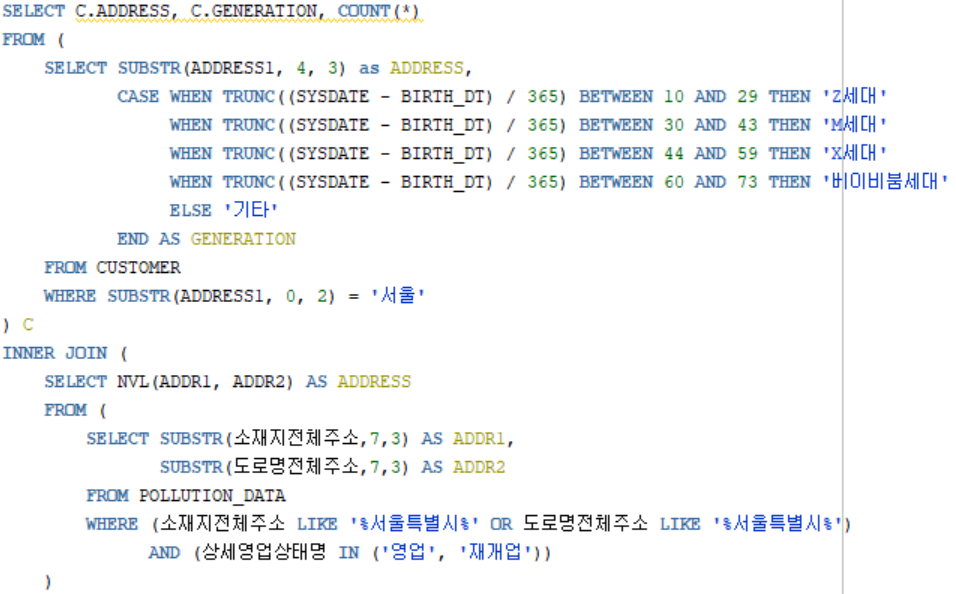 SELECT C.ADDRESS, C.GENERATION, COUNT(*)
FROM (
SELECT SUBSTR(ADDRESS1, 4, 3) as ADDRESS,
CASE WHEN TRUNC((SYSDATE - BIRTH_DT) / 365) BETWEEN 10 AND 29 THEN 'Z세대'
WHEN TRUNC((SYSDATE - BIRTH_DT) / 365) BETWEEN 30 AND 43 THEN 'M세대'
WHEN TRUNC((SYSDATE - BIRTH_DT) / 365) BETWEEN 44 AND 59 THEN 'X세대'
WHEN TRUNC((SYSDATE - BIRTH_DT) / 365) BETWEEN 60 AND 73 THEN '버이비붐세대'
ELSE '기타'
END AS GENERATION
FROM CUSTOMER
WHERE SUBSTR(ADDRESS1, 0, 2) = '서울'
) C
INNER JOIN (
SELECT NVL(ADDR1, ADDR2) AS ADDRESS
FROM (
SELECT SUBSTR(소재지전체주소,7,3) AS ADDR1,
SUBSTR(도로명전체주소,7,3) AS ADDR2
FROM POLLUTION_DATA
WHERE (소재지전체주소 LIKE '%서울특별시%' OR 도로명전체주소 LIKE '%서울특별시%')
AND (상세영업상태명 IN ('영업', '재개업'))
)